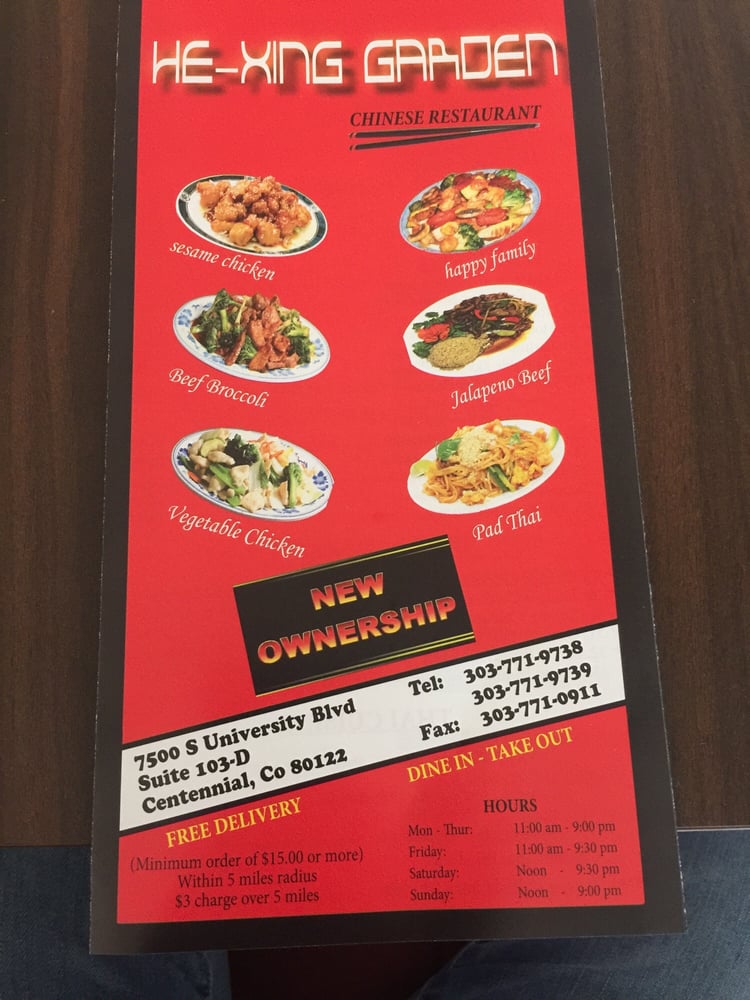 HE-XING GARDEN
CHINESE RESTAURANT
sesame chicken
happy family
Beef Broccoli
Jalapeno Beef
Vegetable Chicken
Pad Thai
NEW
OWNERSHIP
7500 S University Blvd
Suite 103-D
Centennial, Co 80122
Tel: 303-771-9738
303-771-9739
Fax: 303-771-0911
FREE DELIVERY
(Minimum order of $15.00 or more)
Within 5 miles radius
$3 charge over 5 miles
DINE IN - TAKE OUT
HOURS
Mon - Thur: 11:00 am - 9:00 pm
Friday: 11:00 am - 9:30 pm
Saturday: Noon - 9:30 pm
Sunday: Noon - 9:00 pm